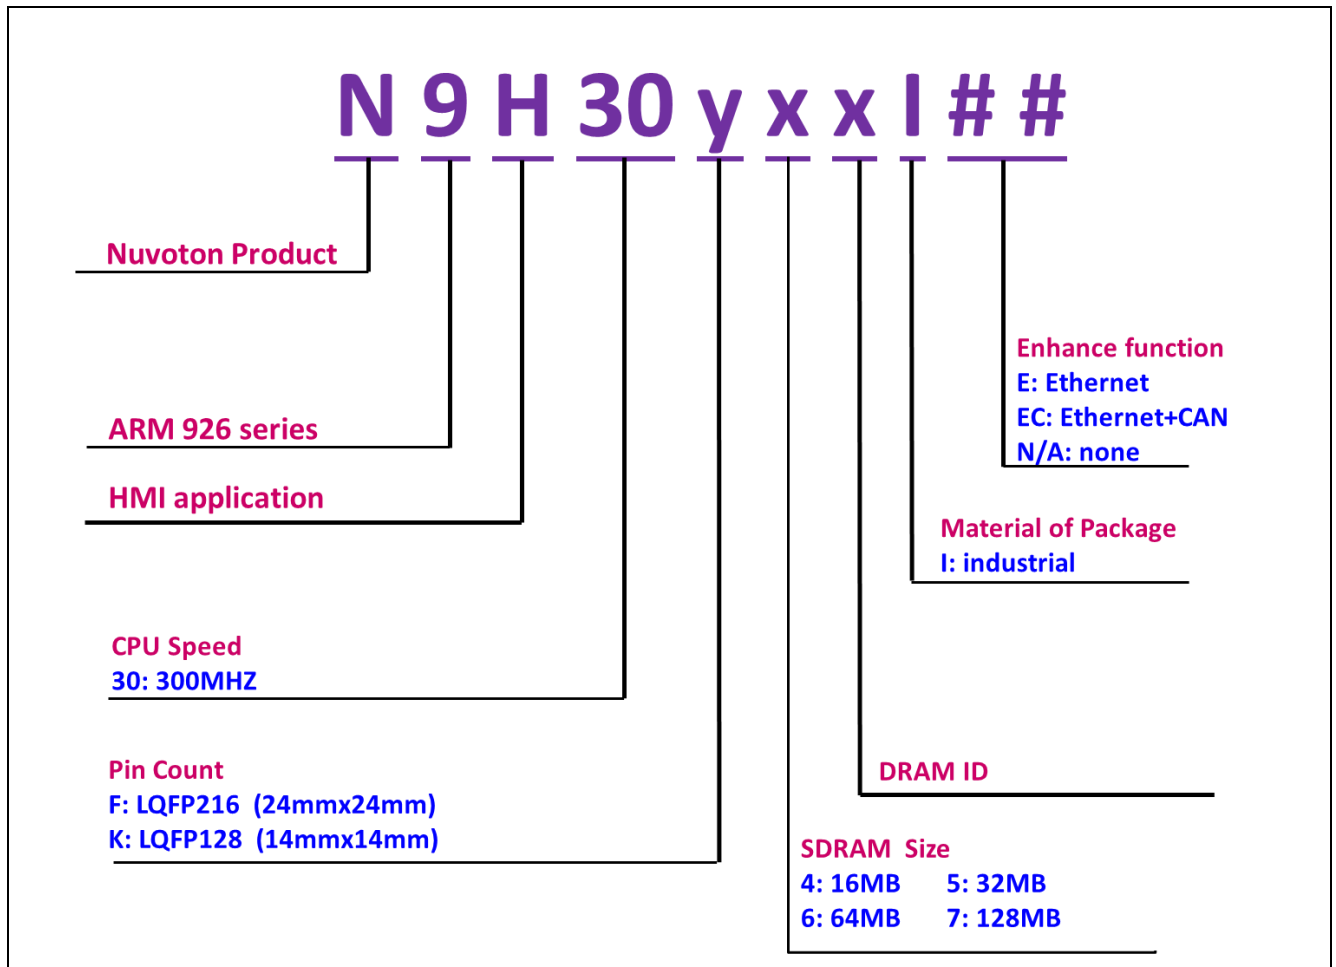 N 9 H 30 y x x I # #
Nuvoton Product
ARM 926 series
HMI application
CPU Speed
30: 300MHZ
Pin Count
F: LQFP216 (24mmx24mm)
K: LQFP128 (14mmx14mm)
Enhance function
E: Ethernet
EC: Ethernet+CAN
N/A: none
Material of Package
I: industrial
DRAM ID
SDRAM Size
4: 16MB 5: 32MB
6: 64MB 7: 128MB